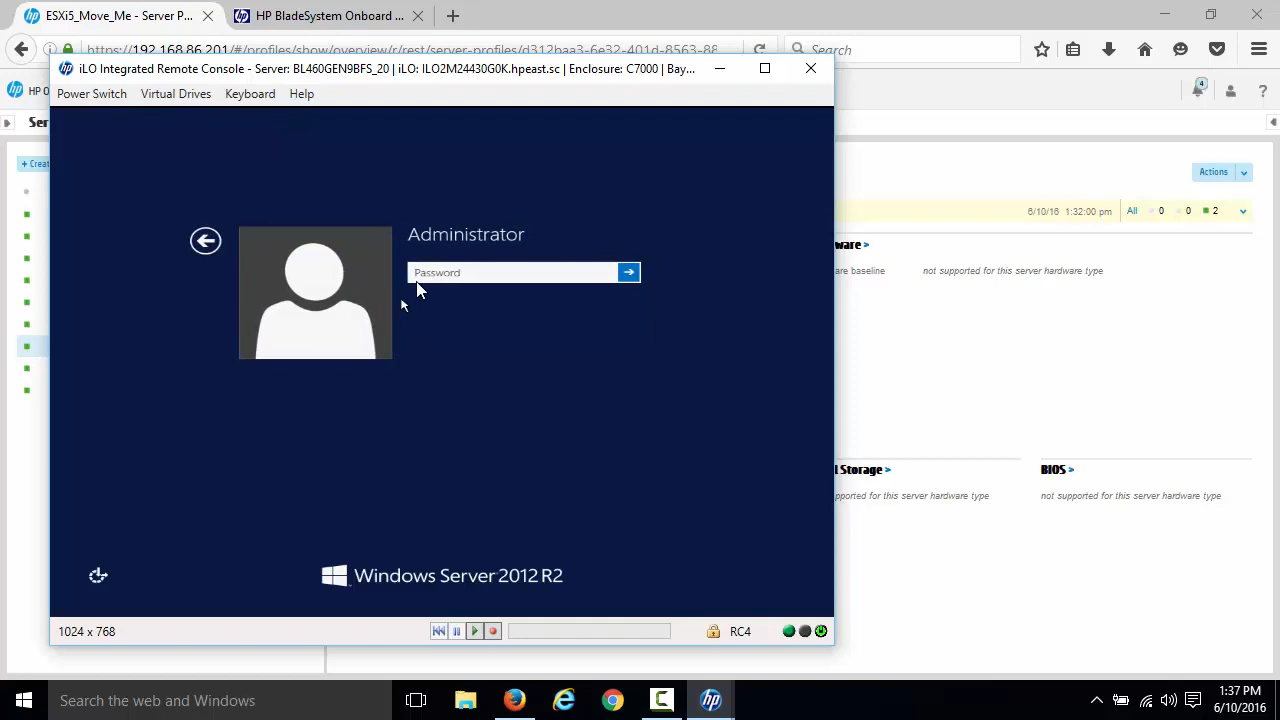 ESXi5_Move_Me - Server P...
HP BladeSystem Onboard ...
https://192.168.86.201/#/profiles/show/overview/r/rest/server-profiles/d312baa3-6e32-401d-8563-88
Search
iLO Integrated Remote Console - Server: BL460GEN9BFS_20 | iLO: ILO2M24430G0K.hpeast.sc | Enclosure: C7000 | Bay...
HP O
4
?
Power Switch Virtual Drives Keyboard Help
Ser
+ Creat
Actions
6/10/16 1:32:00 pm All 0 0 2
Administrator
ware >
Password
are baseline not supported for this server hardware type
l Storage > BIOS >
pported for this server hardware type not supported for this server hardware type
Windows Server 2012 R2
1024 x 768
RC4
Search the web and Windows
1:37 PM
6/10/2016